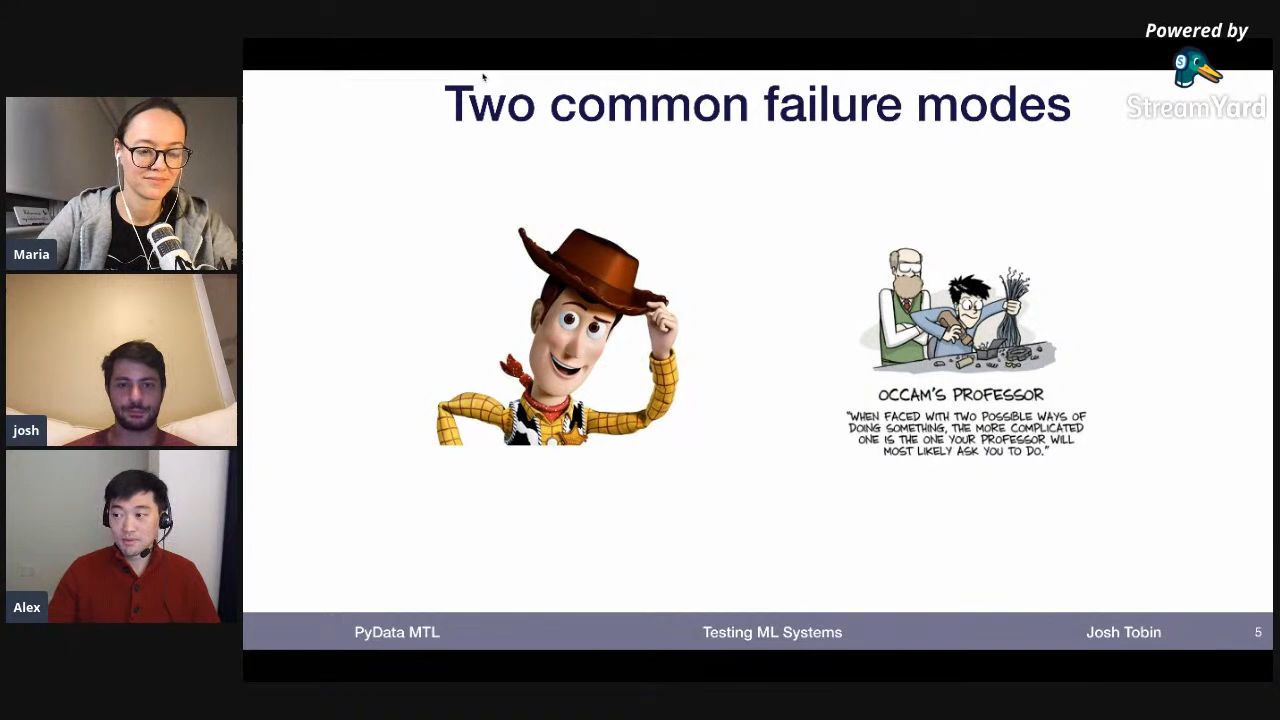 Powered by
StreamYard
Two common failure modes
Maria
josh
Alex
OCCAM'S PROFESSOR
"WHEN FACED WITH TWO POSSIBLE WAYS OF
DOING SOMETHING, THE MORE COMPLICATED
ONE IS THE ONE YOUR PROFESSOR WILL
MOST LIKELY ASK YOU TO DO."
PyData MTL
Testing ML Systems
Josh Tobin
5